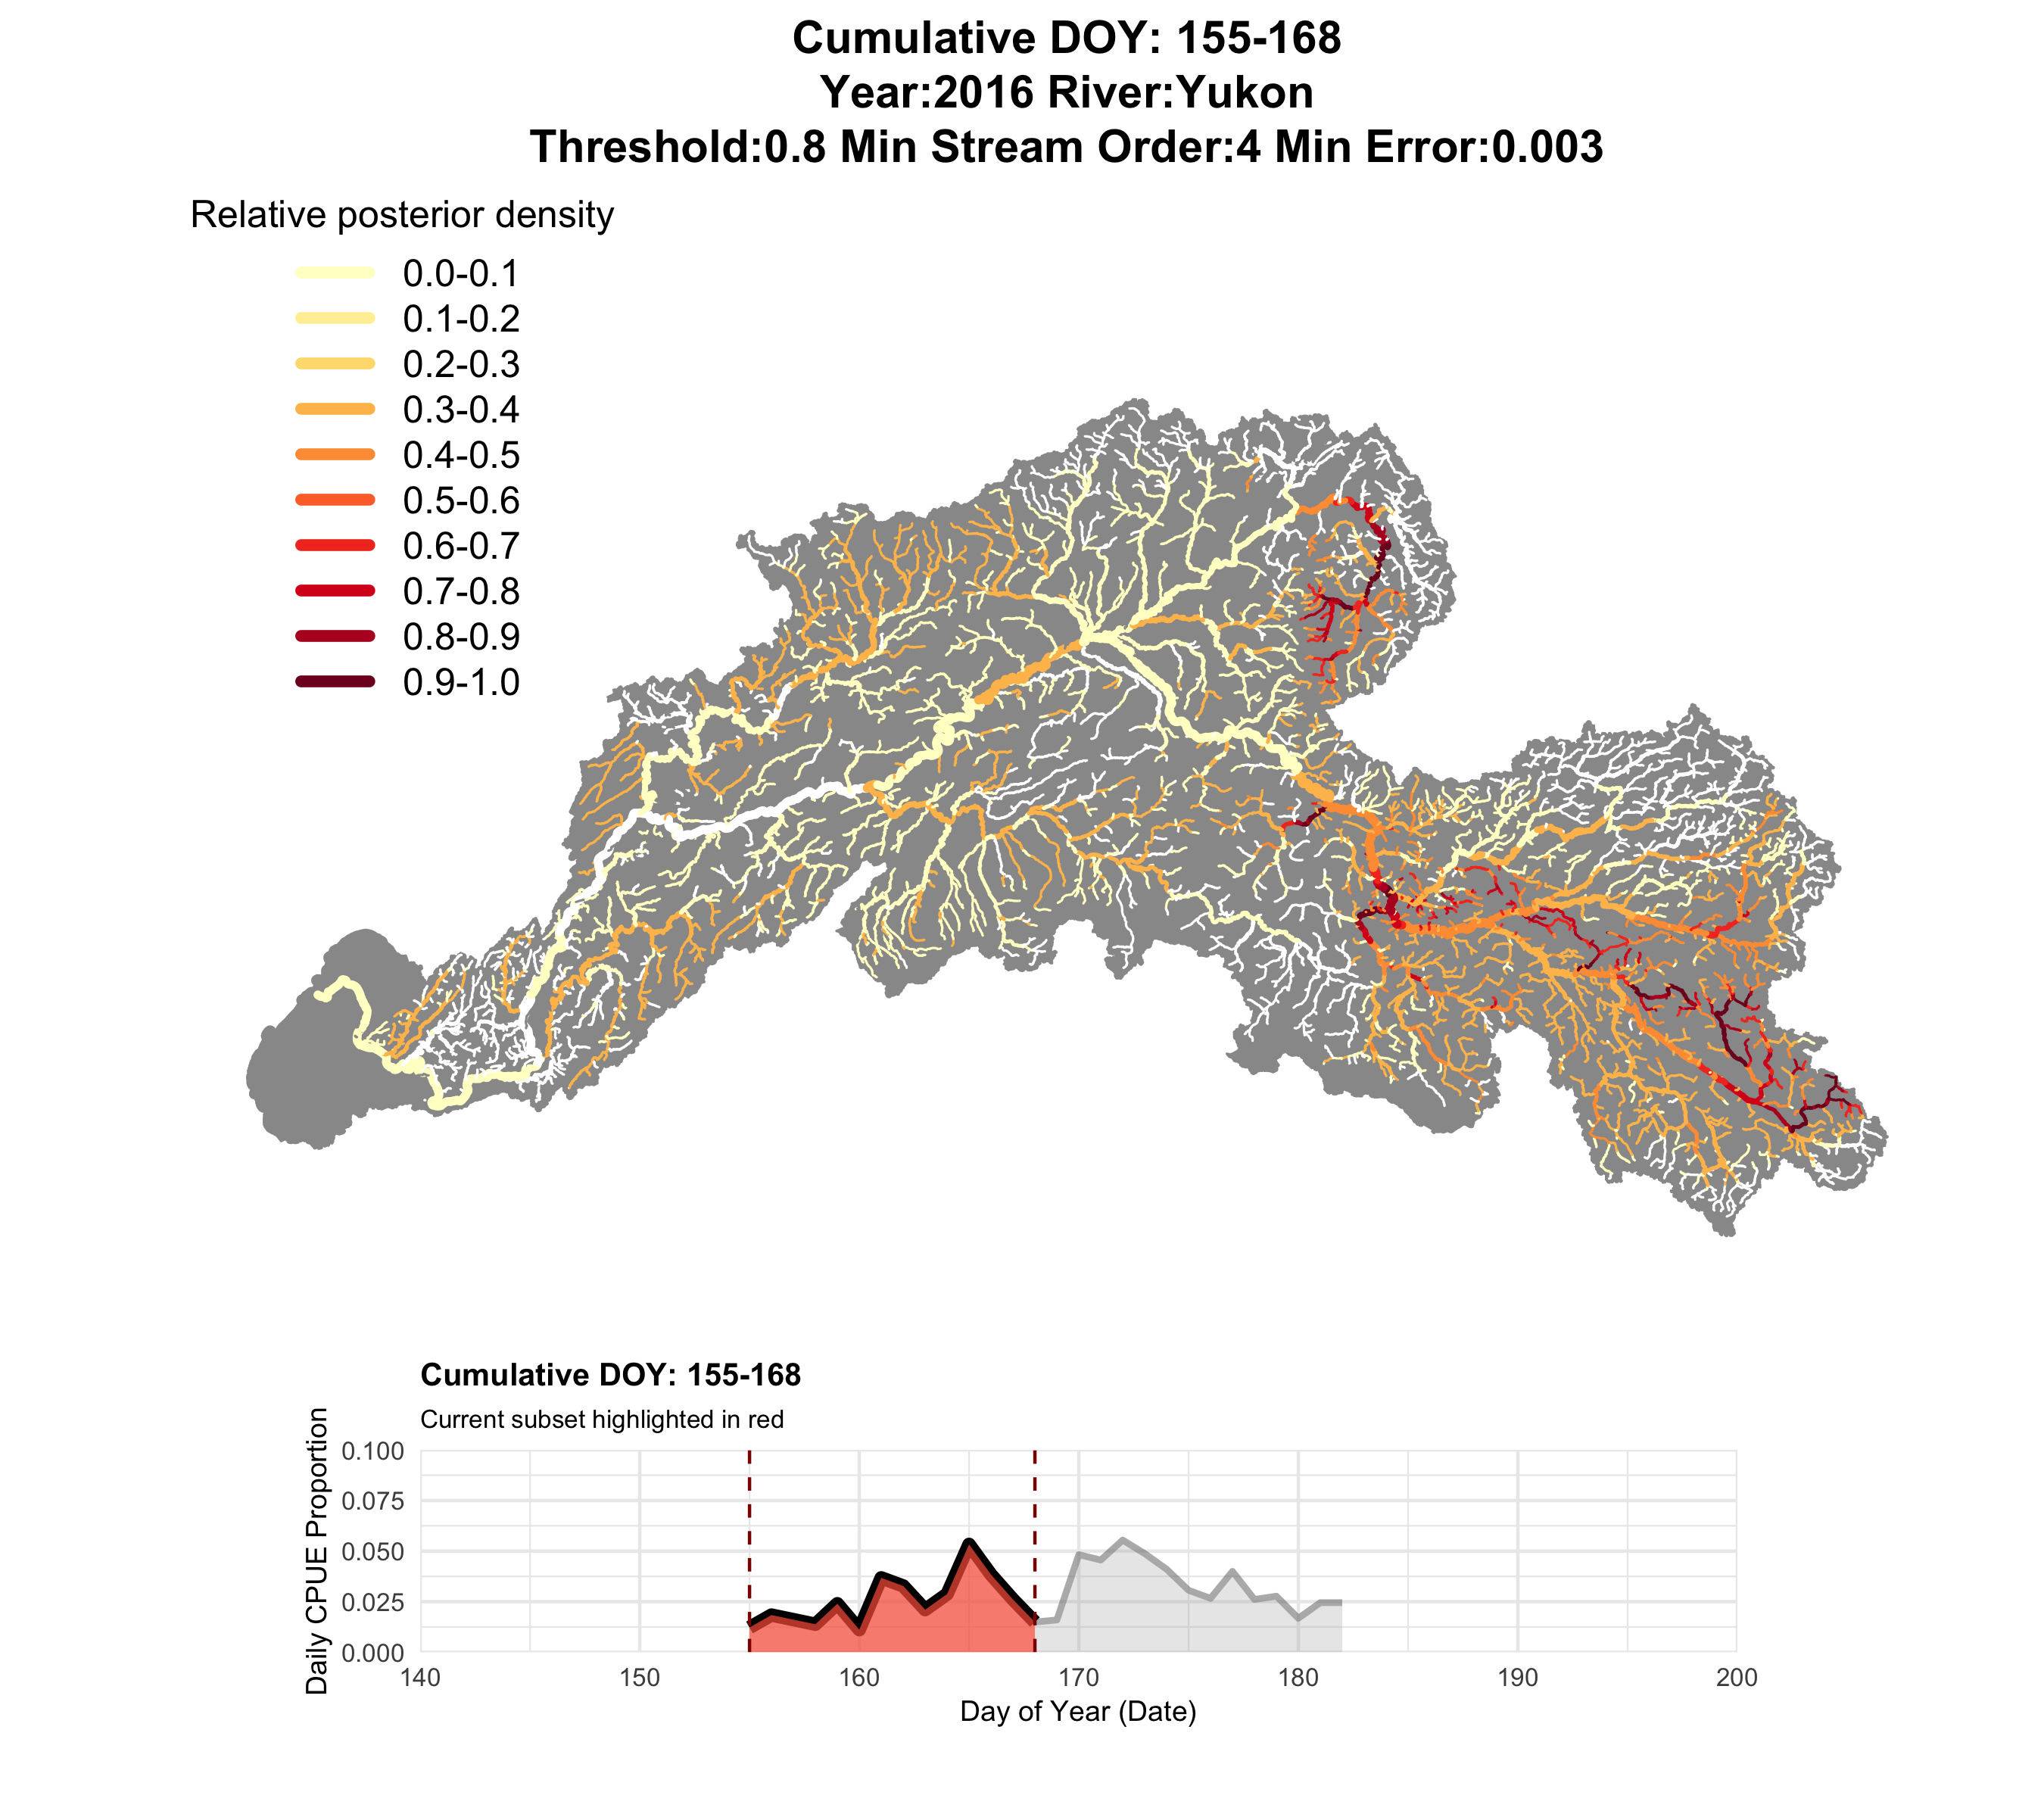 Cumulative DOY: 155-168
Year:2016 River:Yukon
Threshold:0.8 Min Stream Order:4 Min Error:0.003
Relative posterior density
0.0-0.1
0.1-0.2
0.2-0.3
0.3-0.4
0.4-0.5
0.5-0.6
0.6-0.7
0.7-0.8
0.8-0.9
0.9-1.0
Cumulative DOY: 155-168
Current subset highlighted in red
Daily CPUE Proportion
0.100
0.075
0.050
0.025
0.000
140 150 160 170 180 190 200
Day of Year (Date)